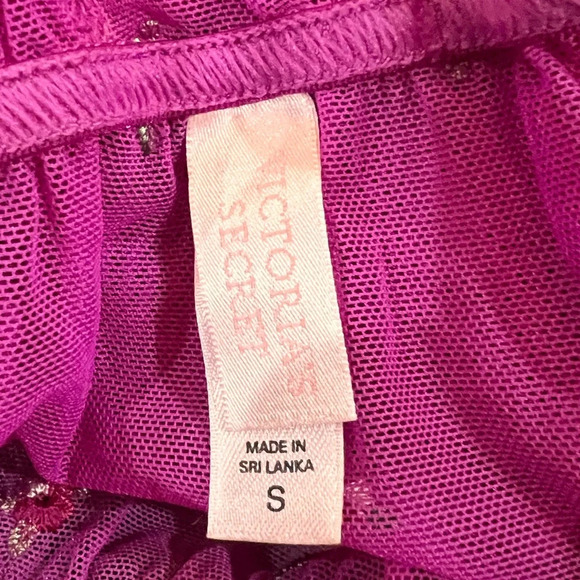 VICTORIA'S
SECRET
MADE IN
SRI LANKA
S